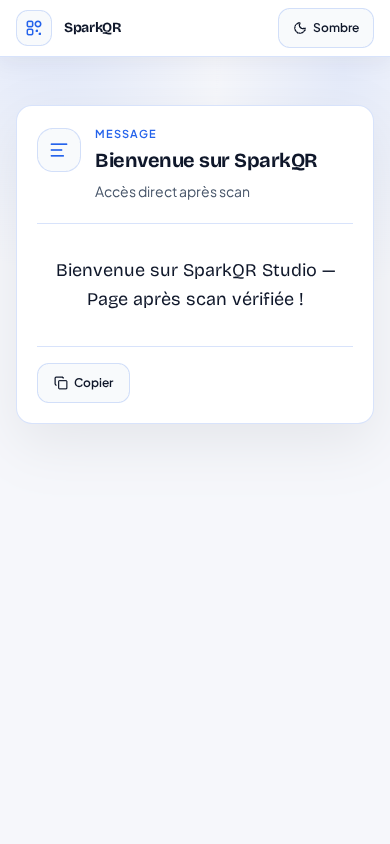 SparkQR
Sombre
MESSAGE
Bienvenue sur SparkQR
Accès direct après scan
Bienvenue sur SparkQR Studio —
Page après scan vérifiée !
Copier